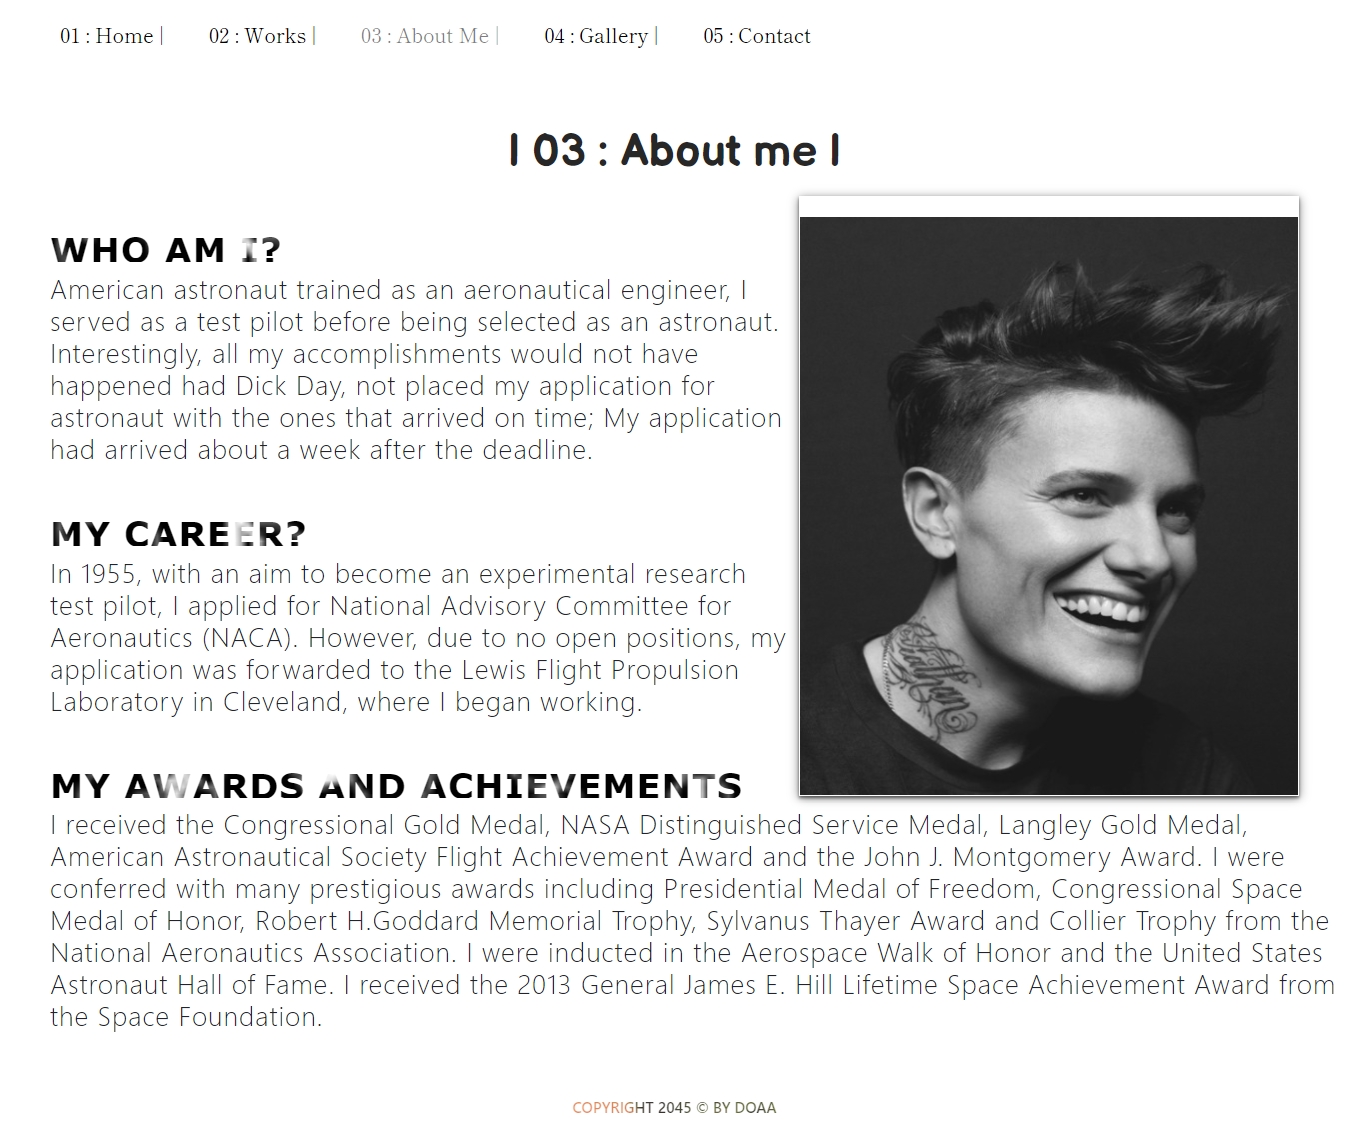 01 : Home |
02 : Works |
03 : About Me |
04 : Gallery |
05 : Contact
| 03 : About me |
WHO AM I?
American astronaut trained as an aeronautical engineer, I
served as a test pilot before being selected as an astronaut.
Interestingly, all my accomplishments would not have
happened had Dick Day, not placed my application for
astronaut with the ones that arrived on time; My application
had arrived about a week after the deadline.
MY CAREER?
In 1955, with an aim to become an experimental research
test pilot, I applied for National Advisory Committee for
Aeronautics (NACA). However, due to no open positions, my
application was forwarded to the Lewis Flight Propulsion
Laboratory in Cleveland, where I began working.
MY AWARDS AND ACHIEVEMENTS
I received the Congressional Gold Medal, NASA Distinguished Service Medal, Langley Gold Medal,
American Astronautical Society Flight Achievement Award and the John J. Montgomery Award. I were
conferred with many prestigious awards including Presidential Medal of Freedom, Congressional Space
Medal of Honor, Robert H.Goddard Memorial Trophy, Sylvanus Thayer Award and Collier Trophy from the
National Aeronautics Association. I were inducted in the Aerospace Walk of Honor and the United States
Astronaut Hall of Fame. I received the 2013 General James E. Hill Lifetime Space Achievement Award from
the Space Foundation.
COPYRIGHT 2045 © BY DOAA